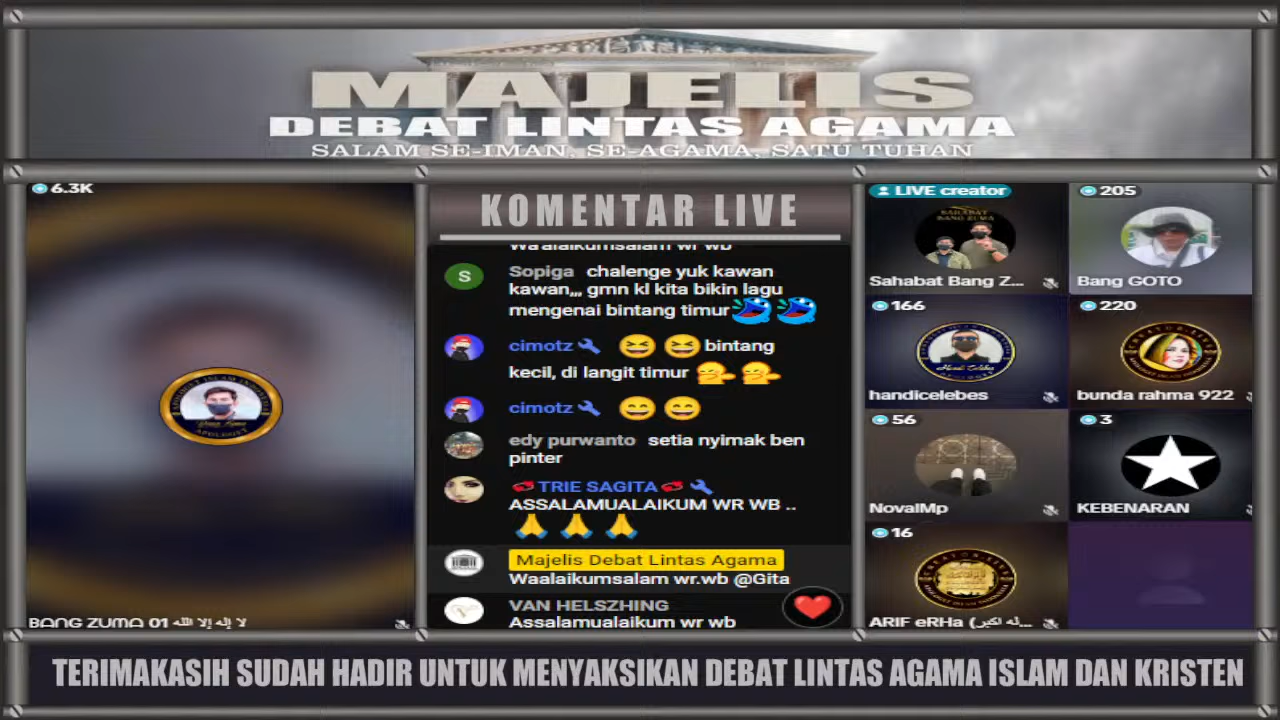 MAJELIS
DEBAT LINTAS AGAMA
SALAM SE-IMAN, SE-AGAMA, SATU TUHAN
6.3K
BANG ZUMA 01 لا إله إلا الله
KOMENTAR LIVE
Waalaikumsalam wr wb
S
Sopiga chalenge yuk kawan
kawan,,, gmn kl kita bikin lagu
mengenai bintang timur🤣🤣
cimotz🔧 😆😆bintang
kecil, di langit timur 🤭🤭
cimotz🔧 😄😄
edy purwanto setia nyimak ben
pinter
💞TRIE SAGITA💞🔧
ASSALAMUALAIKUM WR WB ..
🙏🙏🙏
Majelis Debat Lintas Agama
Waalaikumsalam wr.wb @Gita
VAN HELSZHING
Assalamualaikum wr wb
LIVE creator
Sahabat Bang Z...
205
Bang GOTO
166
handicelebes
220
bunda rahma 922
56
NovalMp
3
KEBENARAN
16
ARIF eRHa (...
TERIMAKASIH SUDAH HADIR UNTUK MENYAKSIKAN DEBAT LINTAS AGAMA ISLAM DAN KRISTEN